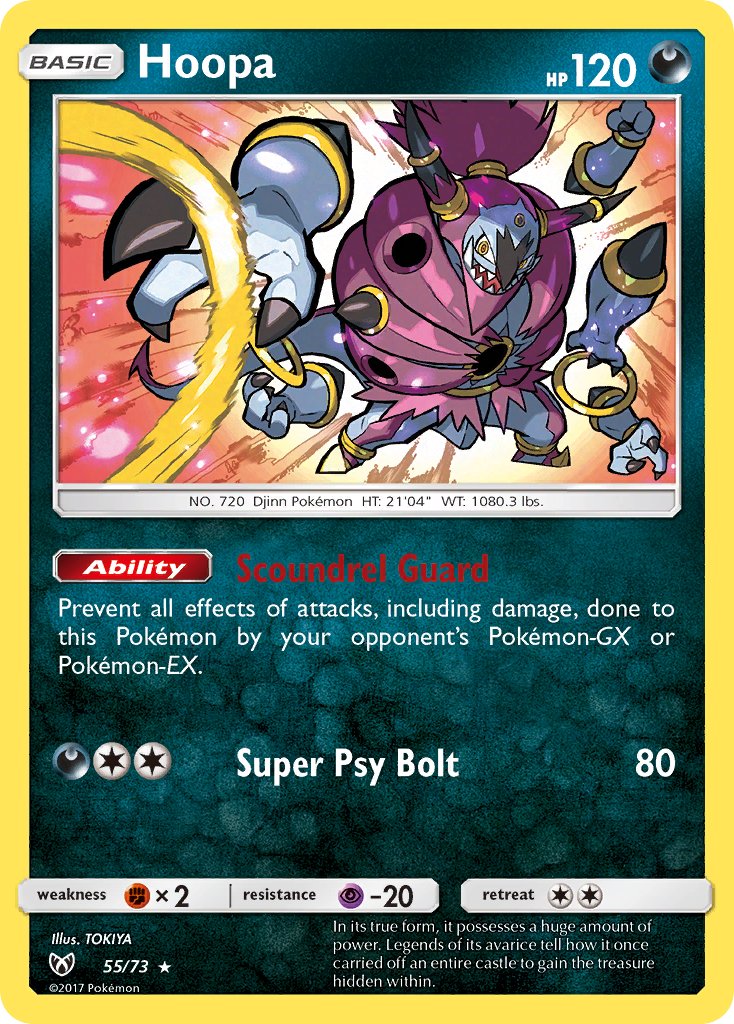 BASIC Hoopa HP 120
NO. 720 Djinn Pokémon HT: 21'04" WT: 1080.3 lbs.
Ability Scoundrel Guard
Prevent all effects of attacks, including damage, done to
this Pokémon by your opponent's Pokémon-GX or
Pokémon-EX.
Super Psy Bolt 80
weakness × 2 resistance -20 retreat
Illus. TOKIYA
55/73
©2017 Pokémon
In its true form, it possesses a huge amount of
power. Legends of its avarice tell how it once
carried off an entire castle to gain the treasure
hidden within.